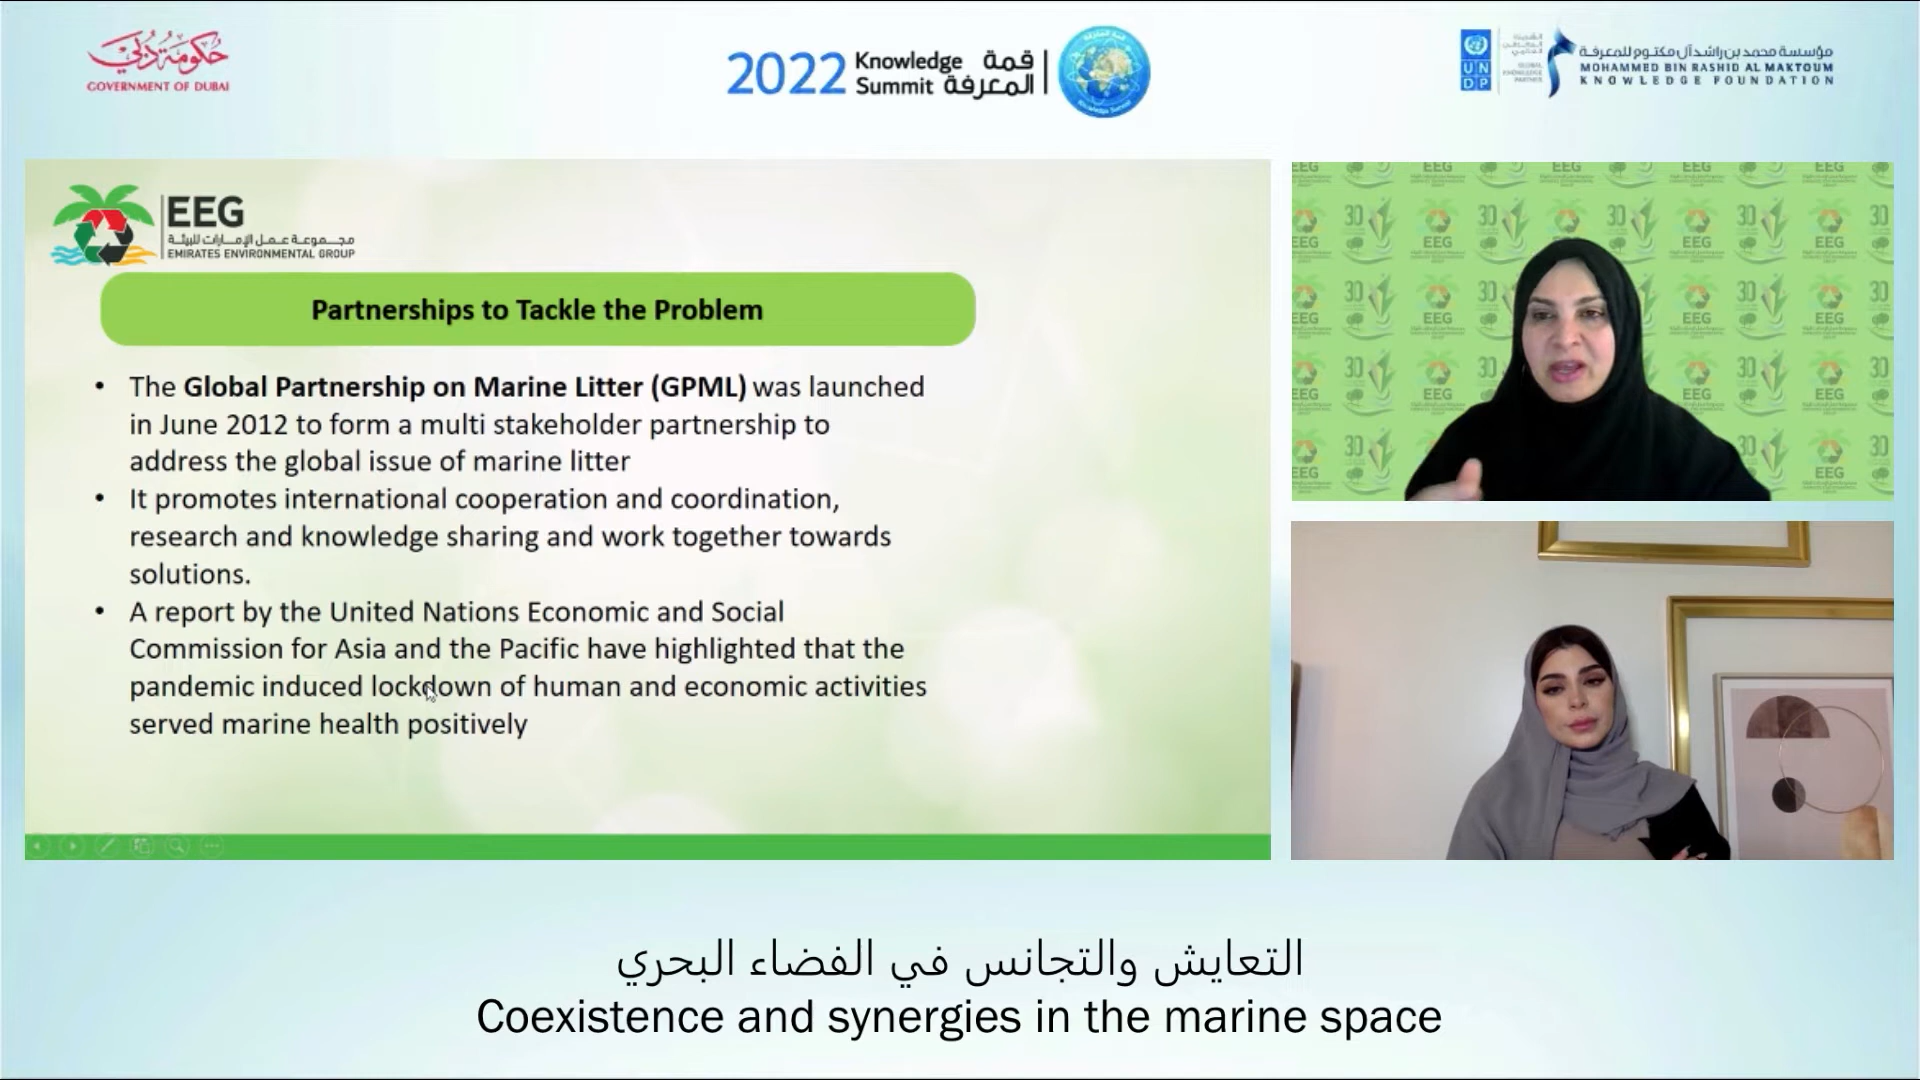 حكومة دبي
GOVERNMENT OF DUBAI
2022 Knowledge Summit
قمة المعرفة
UNDP
مؤسسة محمد بن راشد آل مكتوم للمعرفة
MOHAMMED BIN RASHID AL MAKTOUM
KNOWLEDGE FOUNDATION
EEG
مجموعة عمل الإمارات للبيئة
EMIRATES ENVIRONMENTAL GROUP
Partnerships to Tackle the Problem
• The Global Partnership on Marine Litter (GPML) was launched
in June 2012 to form a multi stakeholder partnership to
address the global issue of marine litter
• It promotes international cooperation and coordination,
research and knowledge sharing and work together towards
solutions.
• A report by the United Nations Economic and Social
Commission for Asia and the Pacific have highlighted that the
pandemic induced lockdown of human and economic activities
served marine health positively
التعايش والتجانس في الفضاء البحري
Coexistence and synergies in the marine space